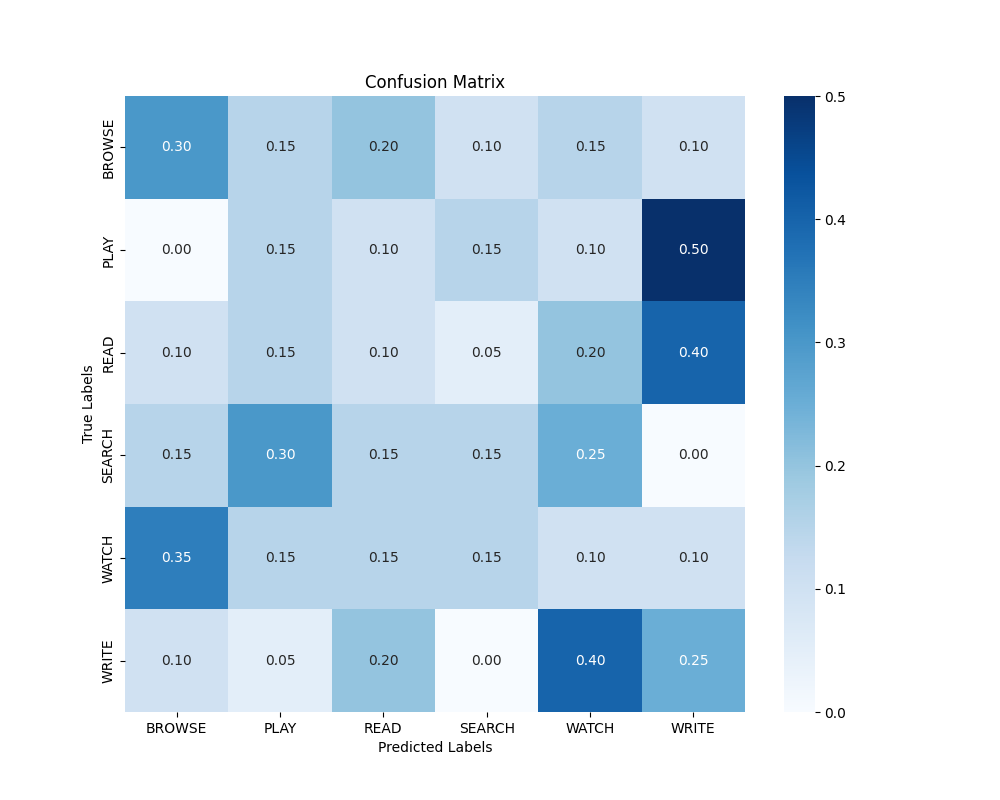 Confusion Matrix
True Labels
BROWSE 0.30 0.15 0.20 0.10 0.15 0.10
PLAY 0.00 0.15 0.10 0.15 0.10 0.50
READ 0.10 0.15 0.10 0.05 0.20 0.40
SEARCH 0.15 0.30 0.15 0.15 0.25 0.00
WATCH 0.35 0.15 0.15 0.15 0.10 0.10
WRITE 0.10 0.05 0.20 0.00 0.40 0.25
BROWSE PLAY READ SEARCH WATCH WRITE
Predicted Labels
0.5
0.4
0.3
0.2
0.1
0.0